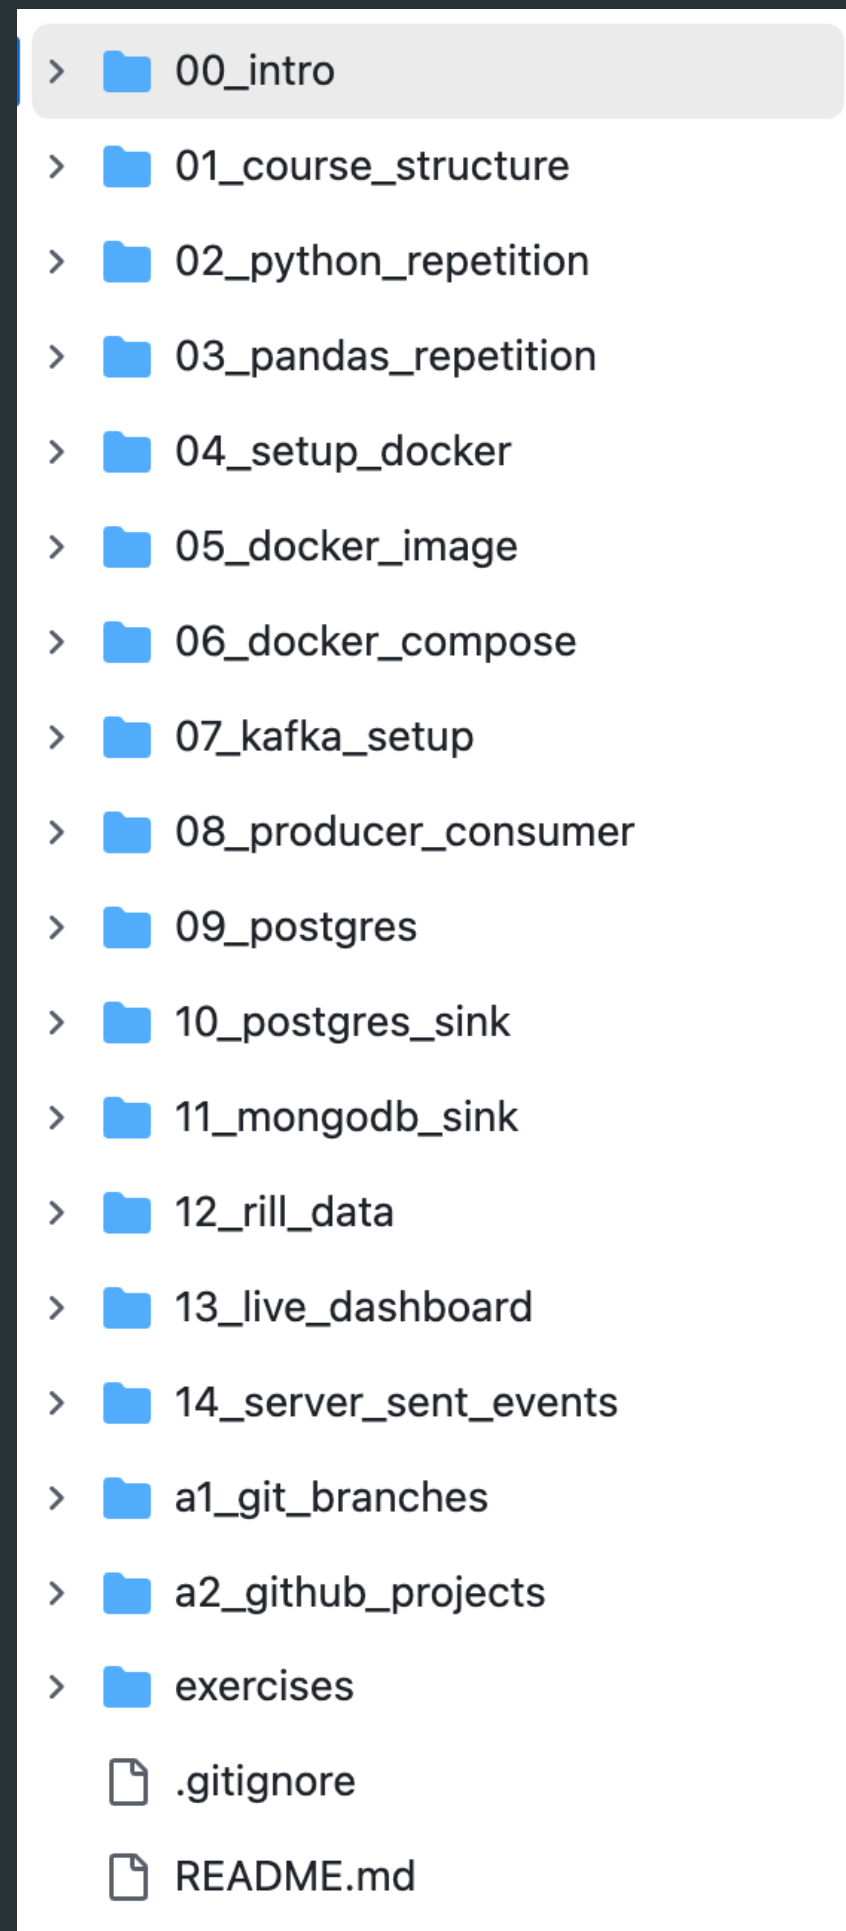 00_intro
01_course_structure
02_python_repetition
03_pandas_repetition
04_setup_docker
05_docker_image
06_docker_compose
07_kafka_setup
08_producer_consumer
09_postgres
10_postgres_sink
11_mongodb_sink
12_rill_data
13_live_dashboard
14_server_sent_events
a1_git_branches
a2_github_projects
exercises
.gitignore
README.md